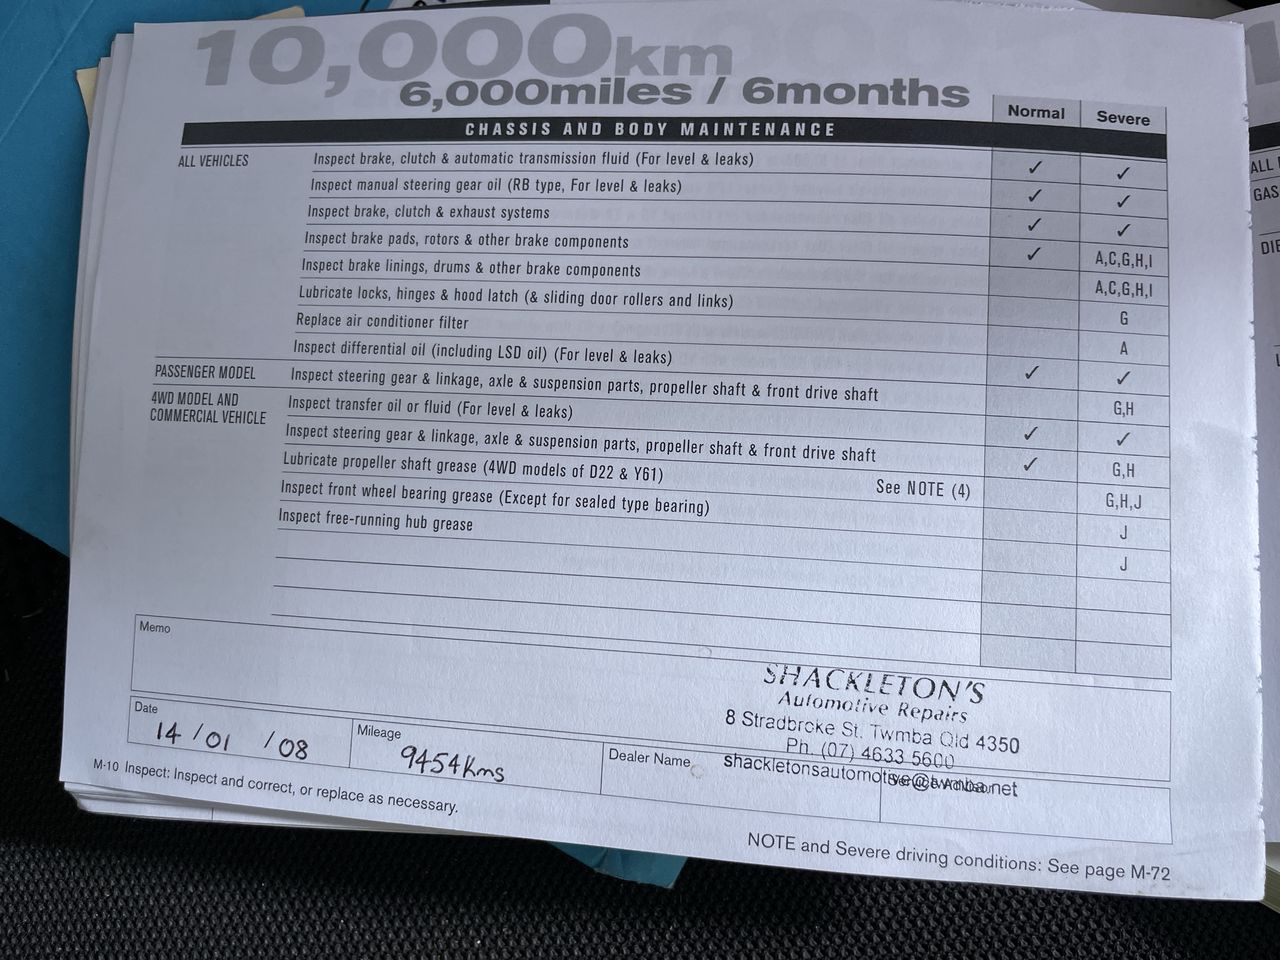 10,000km
6,000miles / 6months
Normal Severe
CHASSIS AND BODY MAINTENANCE
ALL VEHICLES Inspect brake, clutch & automatic transmission fluid (For level & leaks) ✓ ✓
Inspect manual steering gear oil (RB type, For level & leaks) ✓ ✓
Inspect brake, clutch & exhaust systems ✓ ✓
Inspect brake pads, rotors & other brake components ✓ A,C,G,H,I
Inspect brake linings, drums & other brake components A,C,G,H,I
Lubricate locks, hinges & hood latch (& sliding door rollers and links) G
Replace air conditioner filter A
Inspect differential oil (including LSD oil) (For level & leaks) ✓ ✓
PASSENGER MODEL Inspect steering gear & linkage, axle & suspension parts, propeller shaft & front drive shaft G,H
4WD MODEL AND
COMMERCIAL VEHICLE
Inspect transfer oil or fluid (For level & leaks) ✓ ✓
Inspect steering gear & linkage, axle & suspension parts, propeller shaft & front drive shaft ✓ G,H
Lubricate propeller shaft grease (4WD models of D22 & Y61) See NOTE (4) G,H,J
Inspect front wheel bearing grease (Except for sealed type bearing) J
Inspect free-running hub grease J
Memo
SHACKLETON'S
Automotive Repairs
8 Stradbroke St. Twmba Qld 4350
Ph. (07) 4633 5600
shackletonsautomotive@twmba.net
Date
14/01/08
Mileage
9454kms
Dealer Name
M-10 Inspect: Inspect and correct, or replace as necessary.
NOTE and Severe driving conditions: See page M-72
ALL
GAS